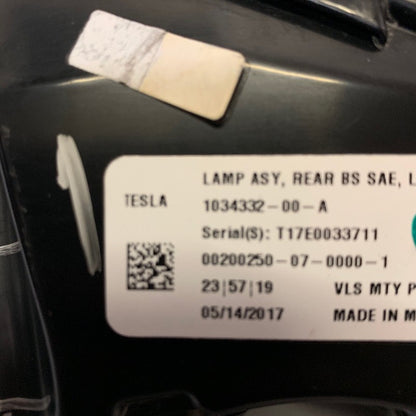 LAMP ASY, REAR BS SAE, L
TESLA
1034332-00-A
Serial(S): T17E0033711
00200250-07-0000-1
23|57|19 VLS MTY P
05/14/2017 MADE IN M